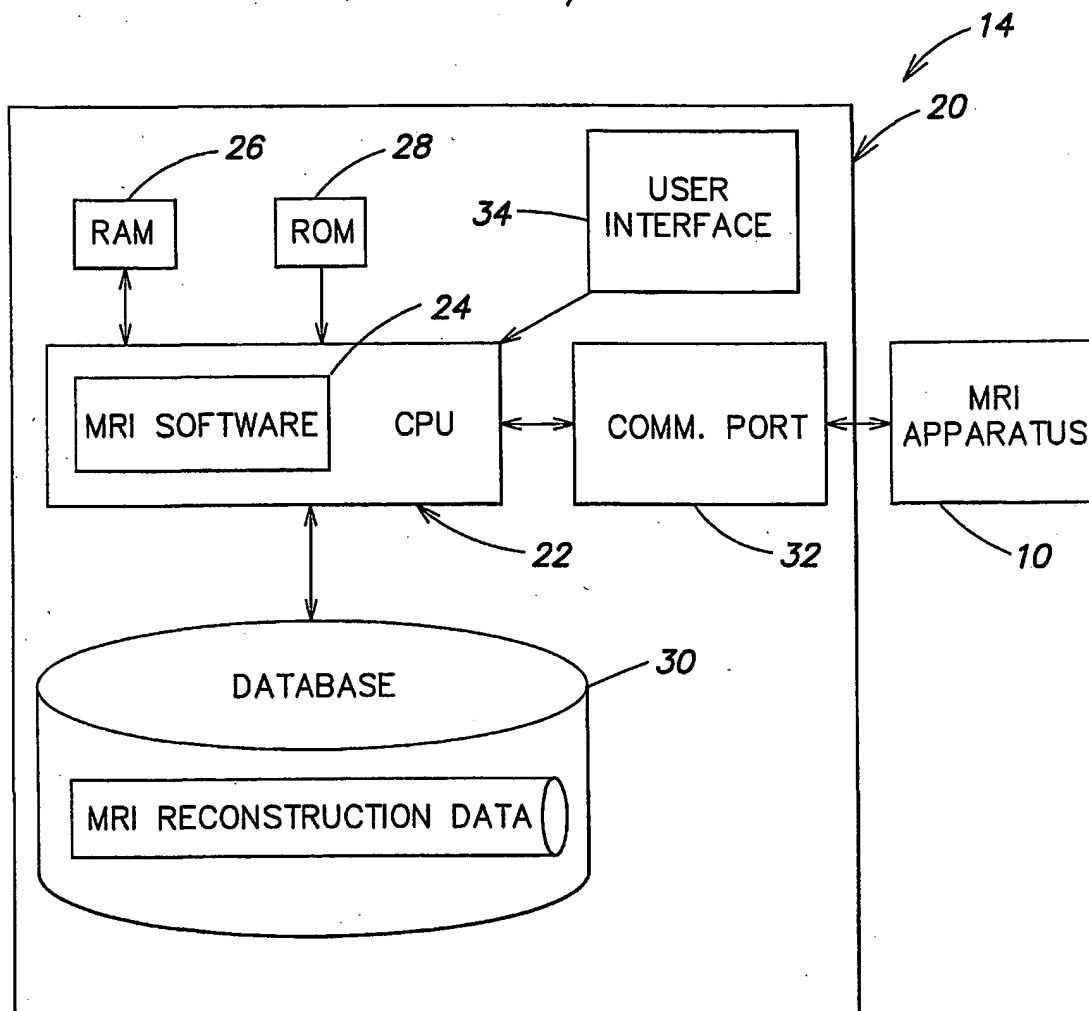 14
20
26
28
RAM
ROM
34
USER
INTERFACE
24
MRI SOFTWARE
CPU
COMM. PORT
MRI
APPARATUS
22
32
10
DATABASE
30
MRI RECONSTRUCTION DATA